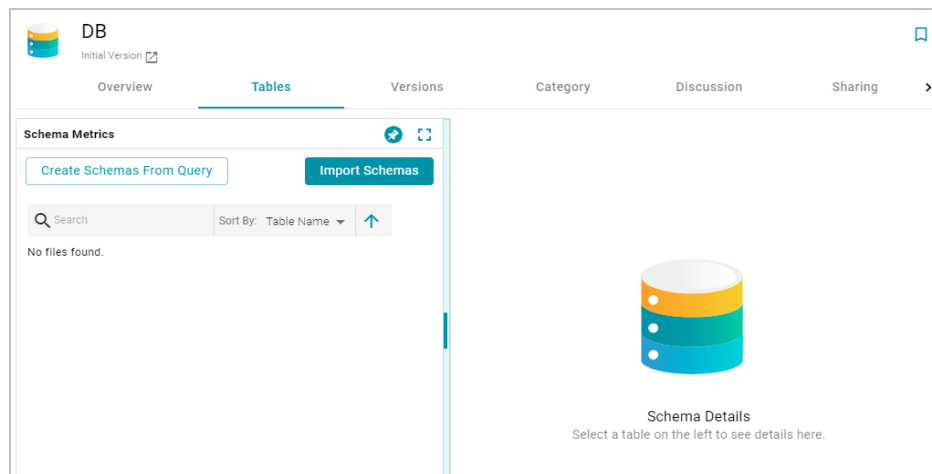 DB
Initial Version
Overview Tables Versions Category Discussion Sharing
Schema Metrics
Create Schemas From Query Import Schemas
Search Sort By: Table Name
No files found.
Schema Details
Select a table on the left to see details here.